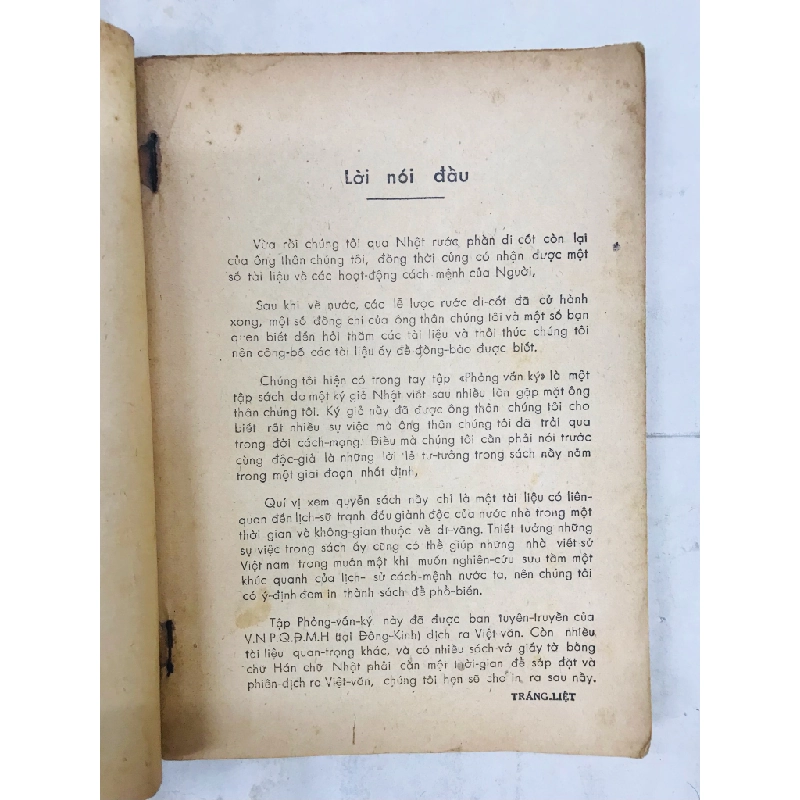 Lời nói đầu
Vừa rồi chúng tôi qua Nhật rước phần di cốt còn lại
của ông thân chúng tôi, đồng thời cũng có nhận được một
số tài liệu về các hoạt-động cách mệnh của Người,
Sau khi về nước, các lễ lược rước di-cốt đã cử hành
xong, một số đồng chí của ông thân chúng tôi và một số bạn
quen biết đến hỏi thăm các tài liệu và thôi thúc chúng tôi
nên công-bố các tài liệu ấy để đồng-bào được biết.
Chúng tôi hiện có trong tay tập «Phỏng vấn ký» là một
tập sách do một ký giả Nhật viết sau nhiều lần gặp mặt ông
thân chúng tôi. Ký giả này đã được ông thân chúng tôi cho
biết rất nhiều sự việc mà ông thân chúng tôi đã trải qua
trong đời cách-mạng. Điều mà chúng tôi cần phải nói trước
cùng độc-giả là những lời lẽ tư-tưởng trong sách này nằm
trong một giai đoạn nhất định,
Quí vị xem quyển sách này chỉ là một tài liệu có liên-
quan đến lịch-sử tranh đấu giành độc của nước nhà trong một
thời gian và không-gian thuộc về dĩ-vãng. Thiết tưởng những
sự việc trong sách ấy cũng có thể giúp những nhà viết-sử
Việt nam trong muôn một khi muốn nghiên-cứu sưu tầm một
khúc quanh của lịch- sử cách-mệnh nước ta, nên chúng tôi
có ý-định đem in thành sách để phổ-biến.
Tập Phỏng-vấn-ký này đã được ban tuyên-truyền của
V.N.P.Q.Đ.M.H (tại Đông-Kinh) dịch ra Việt-văn. Còn nhiều
tài liệu quan-trọng khác, và có nhiều sách-vở giấy tờ bằng
chữ Hán chữ Nhật phải cần một thời-gian để sắp đặt và
phiên-dịch ra Việt-văn, chúng tôi hẹn sẽ cho in, ra sau này.
TRÁNG-LIỆT